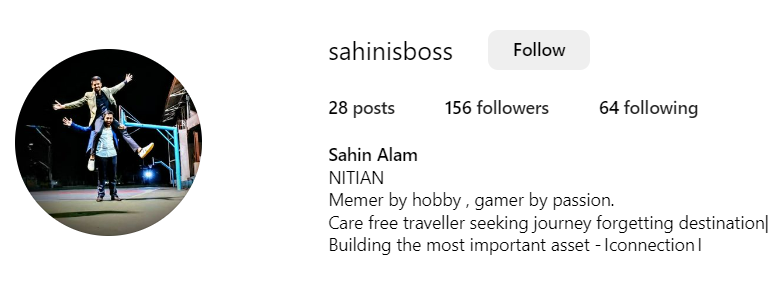 sahinisboss
Follow
28 posts 156 followers 64 following
Sahin Alam
NITIAN
Memer by hobby , gamer by passion.
Care free traveller seeking journey forgetting destination|
Building the most important asset - |connection|